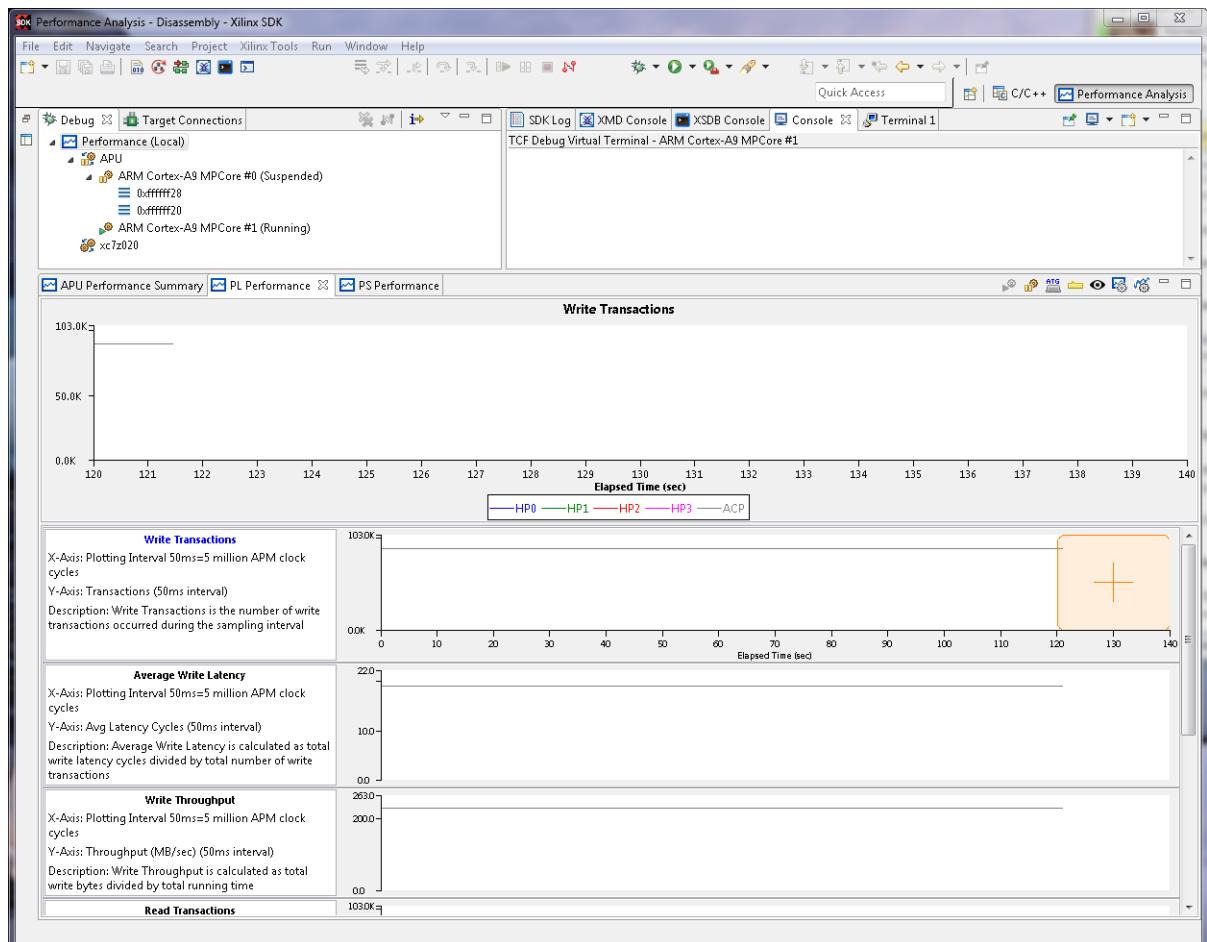 Performance Analysis - Disassembly - Xilinx SDK
File Edit Navigate Search Project Xilinx Tools Run Window Help
Quick Access
C/C++
Performance Analysis
Debug
Target Connections
Performance (Local)
APU
ARM Cortex-A9 MPCore #0 (Suspended)
0xffffff28
0xffffff20
ARM Cortex-A9 MPCore #1 (Running)
xc7z020
SDK Log
XMD Console
XSDB Console
Console
Terminal 1
TCF Debug Virtual Terminal - ARM Cortex-A9 MPCore #1
APU Performance Summary
PL Performance
PS Performance
ATG
Write Transactions
103.0K
50.0K
0.0K
120 121 122 123 124 125 126 127 128 129 130 131 132 133 134 135 136 137 138 139 140
Elapsed Time (sec)
HP0 HP1 HP2 HP3 ACP
Write Transactions
X-Axis: Plotting Interval 50ms=5 million APM clock
cycles
Y-Axis: Transactions (50ms interval)
Description: Write Transactions is the number of write
transactions occurred during the sampling interval
103.0K
0.0K
0 10 20 30 40 50 60 70 80 90 100 110 120 130 140
Elapsed Time (sec)
Average Write Latency
X-Axis: Plotting Interval 50ms=5 million APM clock
cycles
Y-Axis: Avg Latency Cycles (50ms interval)
Description: Average Write Latency is calculated as total
write latency cycles divided by total number of write
transactions
22.0
10.0
0.0
Write Throughput
X-Axis: Plotting Interval 50ms=5 million APM clock
cycles
Y-Axis: Throughput (MB/sec) (50ms interval)
Description: Write Throughput is calculated as total
write bytes divided by total running time
263.0
200.0
0.0
Read Transactions
103.0K